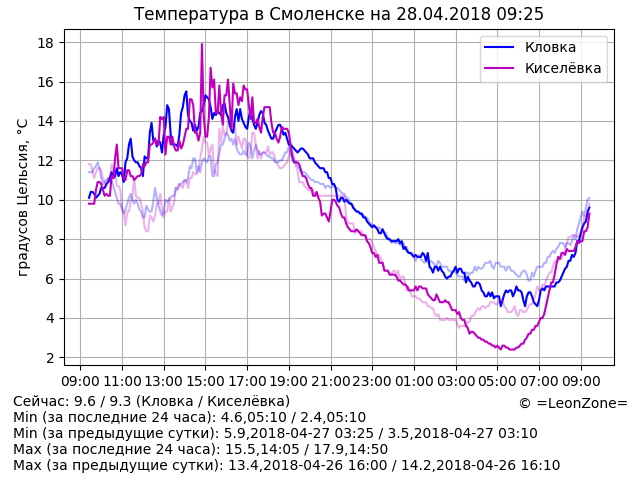 Температура в Смоленске на 28.04.2018 09:25
Кловка
Киселёвка
градусов Цельсия, °C
18
16
14
12
10
8
6
4
2
09:00 11:00 13:00 15:00 17:00 19:00 21:00 23:00 01:00 03:00 05:00 07:00 09:00
Сейчас: 9.6 / 9.3 (Кловка / Киселёвка)
© =LeonZone=
Min (за последние 24 часа): 4.6,05:10 / 2.4,05:10
Min (за предыдущие сутки): 5.9,2018-04-27 03:25 / 3.5,2018-04-27 03:10
Max (за последние 24 часа): 15.5,14:05 / 17.9,14:50
Max (за предыдущие сутки): 13.4,2018-04-26 16:00 / 14.2,2018-04-26 16:10